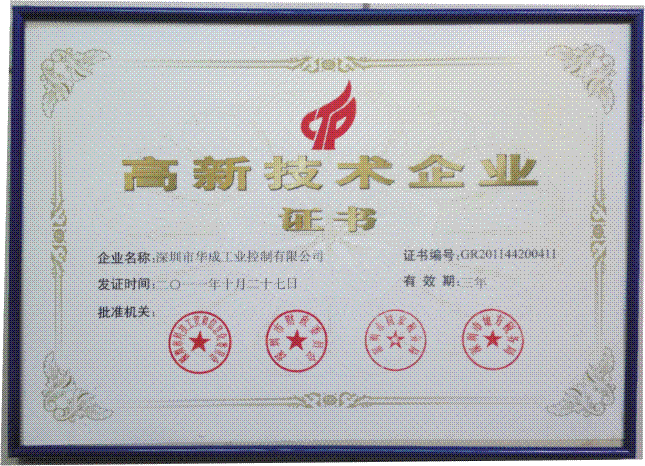 高新技术企业
证书
企业名称:深圳市华成工业控制有限公司
证书编号:GR201144200411
发证时间:二〇一一年十月二十七日
有效期:三年
批准机关: